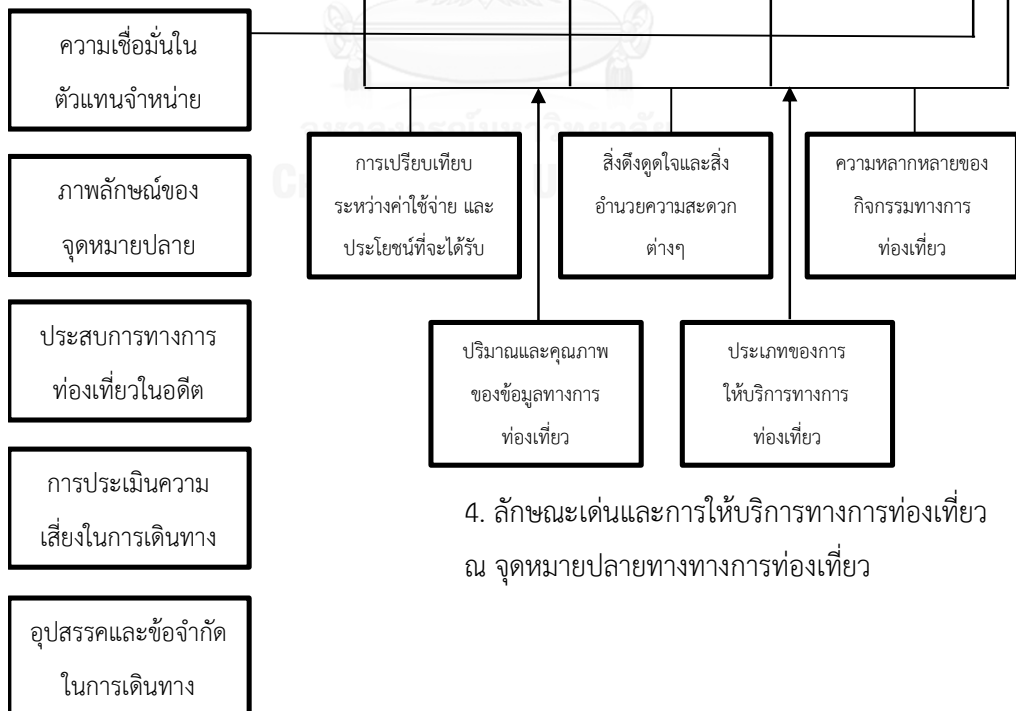 ความเชื่อมั่นใน
ตัวแทนจำหน่าย
ภาพลักษณ์ของ
จุดหมายปลาย
ประสบการทางการ
ท่องเที่ยวในอดีต
การประเมินความ
เสี่ยงในการเดินทาง
อุปสรรคและข้อจำกัด
ในการเดินทาง
การเปรียบเทียบ
ระหว่างค่าใช้จ่าย และ
ประโยชน์ที่จะได้รับ
สิ่งดึงดูดใจและสิ่ง
อำนวยความสะดวก
ต่างๆ
ความหลากหลายของ
กิจกรรมทางการ
ท่องเที่ยว
ปริมาณและคุณภาพ
ของข้อมูลทางการ
ท่องเที่ยว
ประเภทของการ
ให้บริการทางการ
ท่องเที่ยว
4. ลักษณะเด่นและการให้บริการทางการท่องเที่ยว
ณ จุดหมายปลายทางทางการท่องเที่ยว